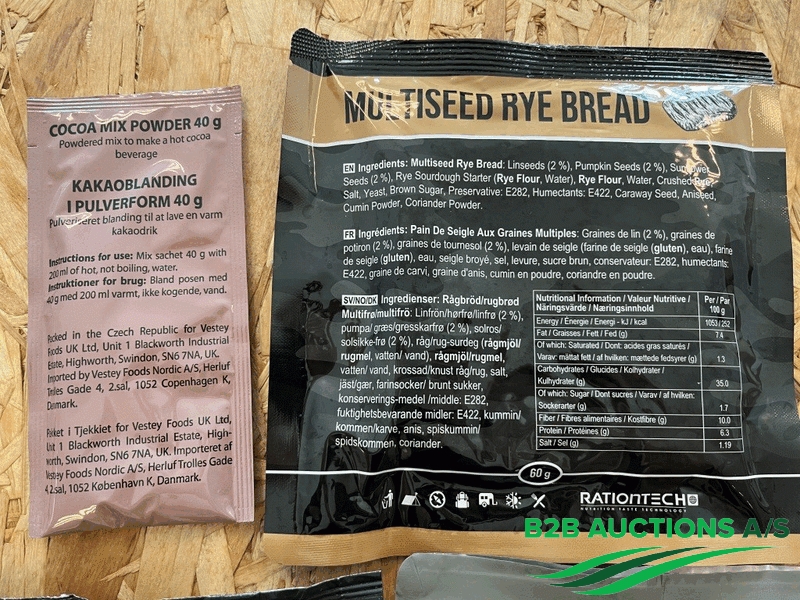 COCOA MIX POWDER 40 g
Powdered mix to make a hot cocoa
beverage
KAKAOBLANDING
I PULVERFORM 40 g
Pulveriseret blanding til at lave en varm
kakaodrik
Instructions for use: Mix sachet 40 g with
200 ml of hot, not boiling, water.
Instruktioner for brug: Bland posen med
40 g med 200 ml varmt, ikke kogende, vand.
Packed in the Czech Republic for Vestey
Foods UK Ltd, Unit 1 Blackworth Industrial
Estate, Highworth, Swindon, SN6 7NA, UK.
Imported by Vestey Foods Nordic A/S, Herluf
Trolles Gade 4, 2.sal, 1052 Copenhagen K,
Denmark.
Pakket i Tjekkiet for Vestey Foods UK Ltd,
Unit 1 Blackworth Industrial Estate, High-
worth, Swindon, SN6 7NA, UK. Importeret af
Vestey Foods Nordic A/S, Herluf Trolles Gade
4, 2.sal, 1052 København K, Danmark.
MULTISEED RYE BREAD
EN Ingredients: Multiseed Rye Bread: Linseeds (2 %), Pumpkin Seeds (2 %), Sunflower
Seeds (2 %), Rye Sourdough Starter (Rye Flour, Water), Rye Flour, Water, Crushed Rye,
Salt, Yeast, Brown Sugar, Preservative: E282, Humectants: E422, Caraway Seed, Aniseed,
Cumin Powder, Coriander Powder.
FR Ingrédients: Pain De Seigle Aux Graines Multiples: Graines de lin (2 %), graines de
potiron (2 %), graines de tournesol (2 %), levain de seigle (farine de seigle (gluten), eau), farine
de seigle (gluten), eau, seigle broyé, sel, levure, sucre brun, conservateur: E282, humectants:
E422, graine de carvi, graine d'anis, cumin en poudre, coriandre en poudre.
SV/NO/DK Ingredienser: Rågbröd/rugbrød
Multifrø/multifrö: Linfrön/hørfrø/linfrø (2 %),
pumpa/ græs/gresskarfrø (2 %), solros/
solsikke-frø (2 %), råg/rug-surdeg (rågmjöl/
rugmel, vatten/ vand), rågmjöl/rugmel,
vatten/ vand, krossad/knust råg/rug, salt,
jäst/gær, farinsocker/ brunt sukker,
konserverings-medel /middel: E282,
fuktighetsbevarande midler: E422, kummin/
kommen/karve, anis, spiskummin/
spidskommen, coriander.
Nutritional Information / Valeur Nutritive / Næringsvärde / Næringsinnhold Per / Par 100 g
Energy / Énergie / Energi - kJ / kcal 1053/252
Fat / Graisses / Fett / Fed (g) 7.4
Of which: Saturated / Dont: acides gras saturés /
Varav: mättat fett / af hvilken: mættede fedsyrer (g) 1.3
Carbohydrates / Glucides / Kolhydrater /
Kulhydrater (g) 35.0
Of which: Sugar / Dont sucres / Varav / af hvilken:
Sockerarter (g) 1.7
Fiber / Fibres alimentaires / Kostfibre (g) 10.0
Protein / Protéines (g) 6.3
Salt / Sel (g) 1.19
60 g
RATIONTECH
NUTRITION TASTE TECHNOLOGY
B2B AUCTIONS A/S